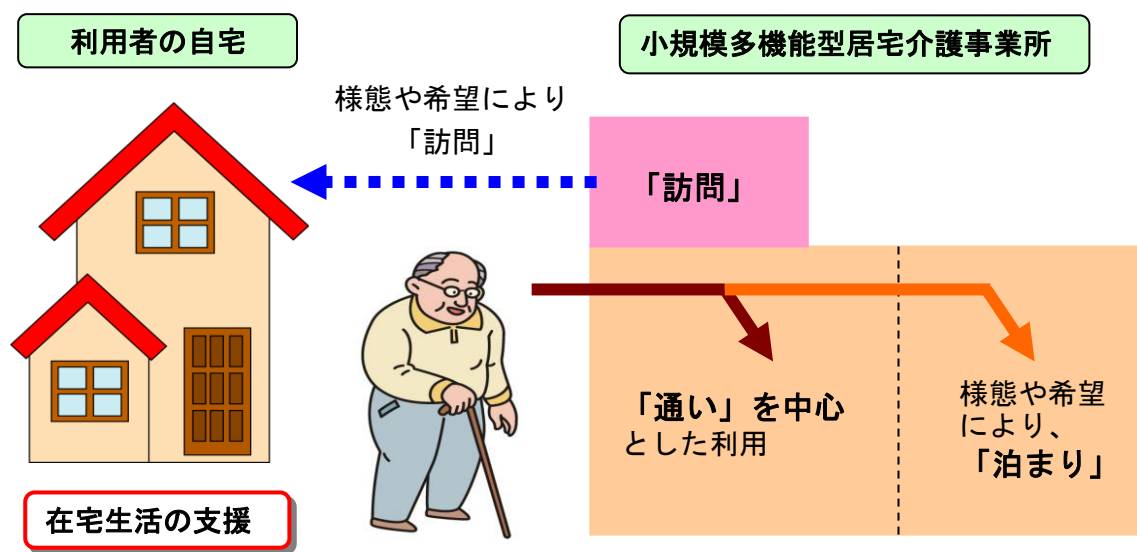 利用者の自宅
小規模多機能型居宅介護事業所
様態や希望により
「訪問」
「訪問」
「通い」を中心
とした利用
様態や希望
により、
「泊まり」
在宅生活の支援